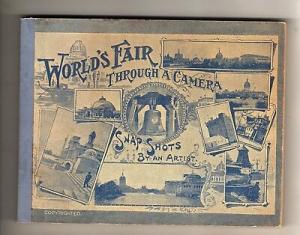 WORLD'S FAIR
THROUGH A CAMERA
SNAP SHOTS
BY AN ARTIST.
COPYRIGHTED.